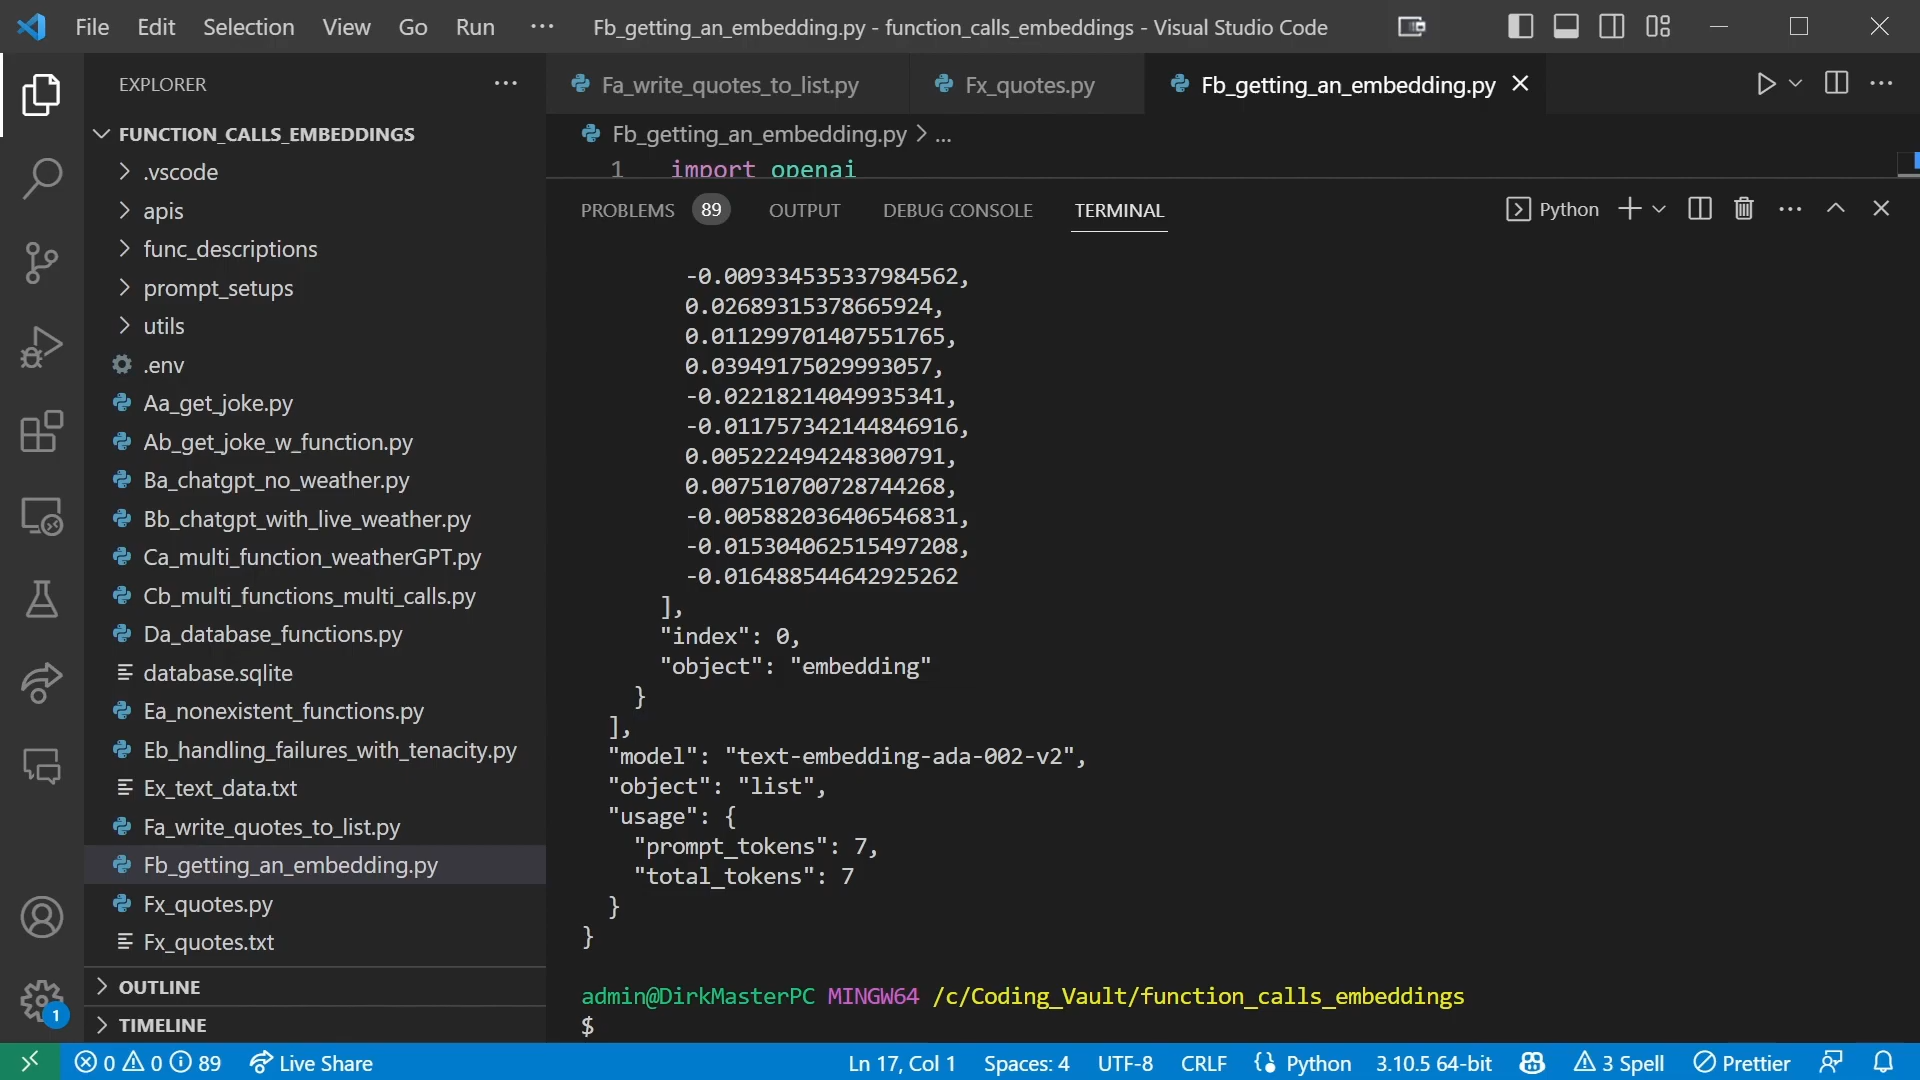 File Edit Selection View Go Run ··· Fb_getting_an_embedding.py - function_calls_embeddings - Visual Studio Code
EXPLORER ···
FUNCTION_CALLS_EMBEDDINGS
.vscode
apis
func_descriptions
prompt_setups
utils
.env
Aa_get_joke.py
Ab_get_joke_w_function.py
Ba_chatgpt_no_weather.py
Bb_chatgpt_with_live_weather.py
Ca_multi_function_weatherGPT.py
Cb_multi_functions_multi_calls.py
Da_database_functions.py
database.sqlite
Ea_nonexistent_functions.py
Eb_handling_failures_with_tenacity.py
Ex_text_data.txt
Fa_write_quotes_to_list.py
Fb_getting_an_embedding.py
Fx_quotes.py
Fx_quotes.txt
OUTLINE
TIMELINE
1
Fa_write_quotes_to_list.py Fx_quotes.py Fb_getting_an_embedding.py
Fb_getting_an_embedding.py > ...
1 import openai
PROBLEMS 89 OUTPUT DEBUG CONSOLE TERMINAL Python
-0.009334535337984562,
0.02689315378665924,
0.011299701407551765,
0.03949175029993057,
-0.02218214049935341,
-0.011757342144846916,
0.005222494248300791,
0.007510700728744268,
-0.005882036406546831,
-0.015304062515497208,
-0.016488544642925262
],
"index": 0,
"object": "embedding"
}
],
"model": "text-embedding-ada-002-v2",
"object": "list",
"usage": {
"prompt_tokens": 7,
"total_tokens": 7
}
}
admin@DirkMasterPC MINGW64 /c/Coding_Vault/function_calls_embeddings
$
0 0 89 Live Share Ln 17, Col 1 Spaces: 4 UTF-8 CRLF Python 3.10.5 64-bit 3 Spell Prettier